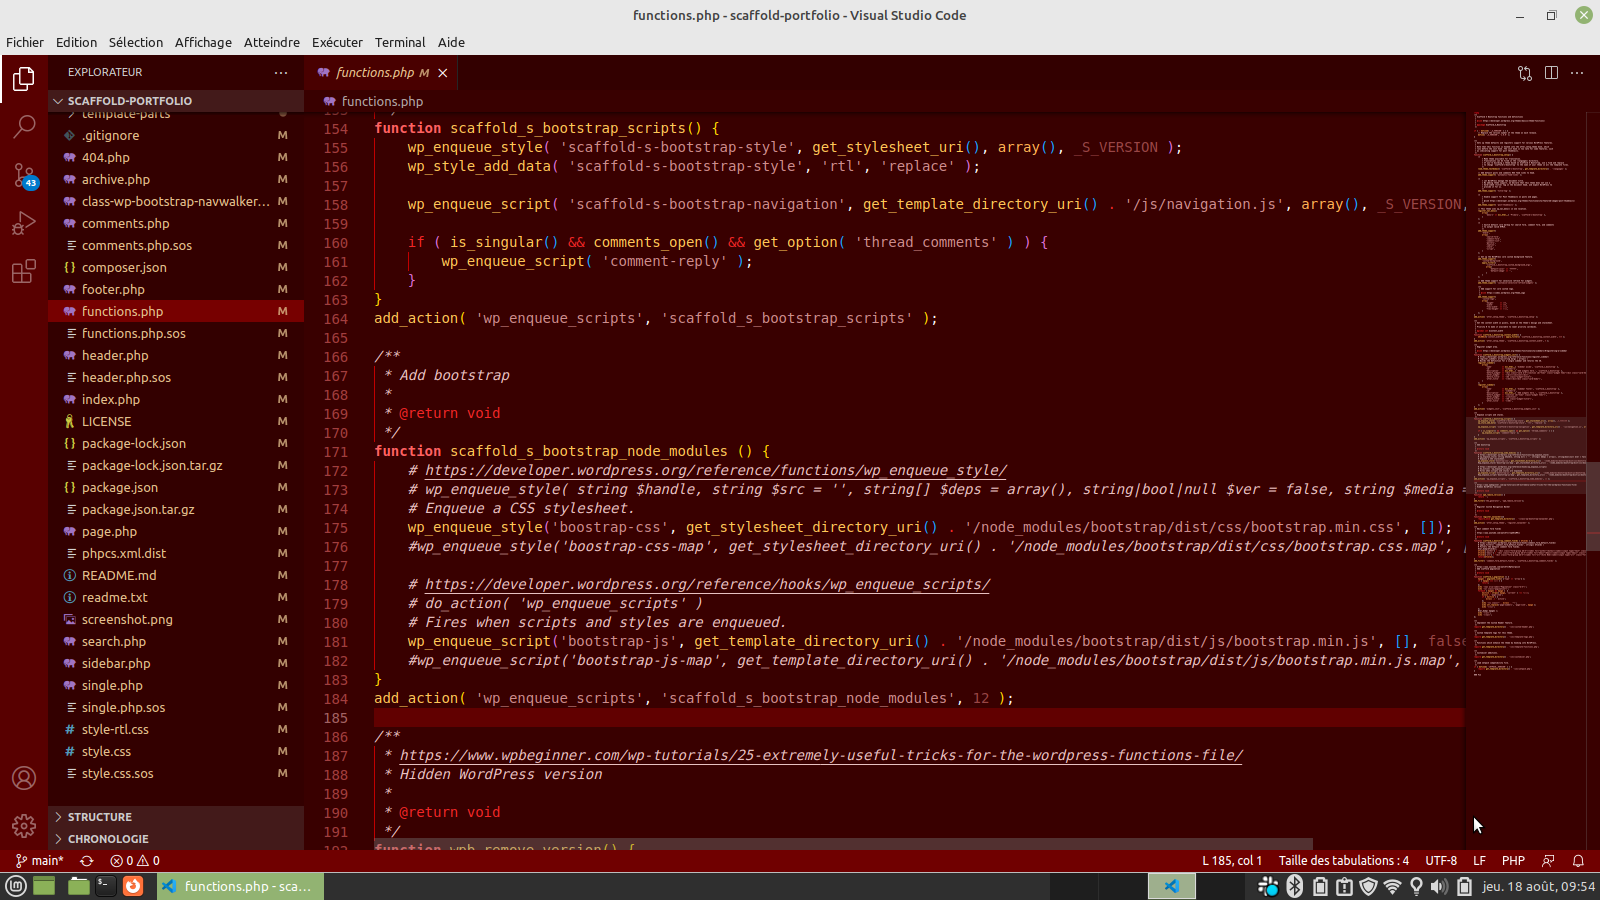 functions.php - scaffold-portfolio - Visual Studio Code
Fichier Edition Sélection Affichage Atteindre Exécuter Terminal Aide
EXPLORATEUR
SCAFFOLD-PORTFOLIO
template-parts
.gitignore M
404.php M
archive.php M
class-wp-bootstrap-navwalker... M
comments.php M
comments.php.sos M
composer.json M
footer.php M
functions.php M
functions.php.sos M
header.php M
header.php.sos M
index.php M
LICENSE M
package-lock.json M
package-lock.json.tar.gz M
package.json M
package.json.tar.gz M
page.php M
phpcs.xml.dist M
README.md M
readme.txt M
screenshot.png M
search.php M
sidebar.php M
single.php M
single.php.sos M
style-rtl.css M
style.css M
style.css.sos M
STRUCTURE
CHRONOLOGIE
43
functions.php M
functions.php
154 function scaffold_s_bootstrap_scripts() {
155 wp_enqueue_style( 'scaffold-s-bootstrap-style', get_stylesheet_uri(), array(), _S_VERSION );
156 wp_style_add_data( 'scaffold-s-bootstrap-style', 'rtl', 'replace' );
157
158 wp_enqueue_script( 'scaffold-s-bootstrap-navigation', get_template_directory_uri() . '/js/navigation.js', array(), _S_VERSION,
159
160 if ( is_singular() && comments_open() && get_option( 'thread_comments' ) ) {
161 wp_enqueue_script( 'comment-reply' );
162 }
163 }
164 add_action( 'wp_enqueue_scripts', 'scaffold_s_bootstrap_scripts' );
165
166 /**
167 * Add bootstrap
168 *
169 * @return void
170 */
171 function scaffold_s_bootstrap_node_modules () {
172 # https://developer.wordpress.org/reference/functions/wp_enqueue_style/
173 # wp_enqueue_style( string $handle, string $src = '', string[] $deps = array(), string|bool|null $ver = false, string $media =
174 # Enqueue a CSS stylesheet.
175 wp_enqueue_style('boostrap-css', get_stylesheet_directory_uri() . '/node_modules/bootstrap/dist/css/bootstrap.min.css', []);
176 #wp_enqueue_style('boostrap-css-map', get_stylesheet_directory_uri() . '/node_modules/bootstrap/dist/css/bootstrap.css.map', [
177
178 # https://developer.wordpress.org/reference/hooks/wp_enqueue_scripts/
179 # do_action( 'wp_enqueue_scripts' )
180 # Fires when scripts and styles are enqueued.
181 wp_enqueue_script('bootstrap-js', get_template_directory_uri() . '/node_modules/bootstrap/dist/js/bootstrap.min.js', [], false
182 #wp_enqueue_script('bootstrap-js-map', get_template_directory_uri() . '/node_modules/bootstrap/dist/js/bootstrap.min.js.map',
183 }
184 add_action( 'wp_enqueue_scripts', 'scaffold_s_bootstrap_node_modules', 12 );
185
186 /**
187 * https://www.wpbeginner.com/wp-tutorials/25-extremely-useful-tricks-for-the-wordpress-functions-file/
188 * Hidden WordPress version
189 *
190 * @return void
191 */
192 function wpb_remove_version() {
main* 0 0 L 185, col 1 Taille des tabulations : 4 UTF-8 LF PHP
functions.php - sca... jeu. 18 août, 09:54